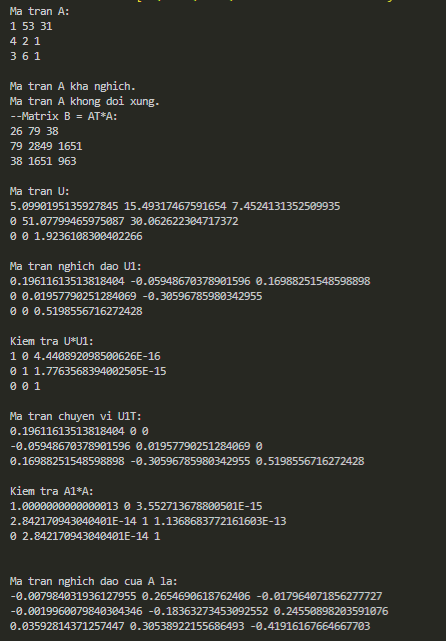 Ma tran A:
1 53 31
4 2 1
3 6 1
Ma tran A kha nghich.
Ma tran A khong doi xung.
--Matrix B = AT*A:
26 79 38
79 2849 1651
38 1651 963
Ma tran U:
5.0990195135927845 15.49317467591654 7.4524131352509935
0 51.07799465975087 30.062622304717372
0 0 1.9236108300402266
Ma tran nghich dao U1:
0.19611613513818404 -0.05948670378901596 0.16988251548598898
0 0.01957790251284069 -0.30596785980342955
0 0 0.5198556716272428
Kiem tra U*U1:
1 0 4.440892098500626E-16
0 1 1.7763568394002505E-15
0 0 1
Ma tran chuyen vi U1T:
0.19611613513818404 0 0
-0.05948670378901596 0.01957790251284069 0
0.16988251548598898 -0.30596785980342955 0.5198556716272428
Kiem tra A1*A:
1.0000000000000013 0 3.552713678800501E-15
2.842170943040401E-14 1 1.1368683772161603E-13
0 2.842170943040401E-14 1
Ma tran nghich dao cua A la:
-0.007984031936127955 0.2654690618762406 -0.017964071856277727
-0.0019960079840304346 -0.18363273453092552 0.24550898203591076
0.03592814371257447 0.30538922155686493 -0.41916167664667703